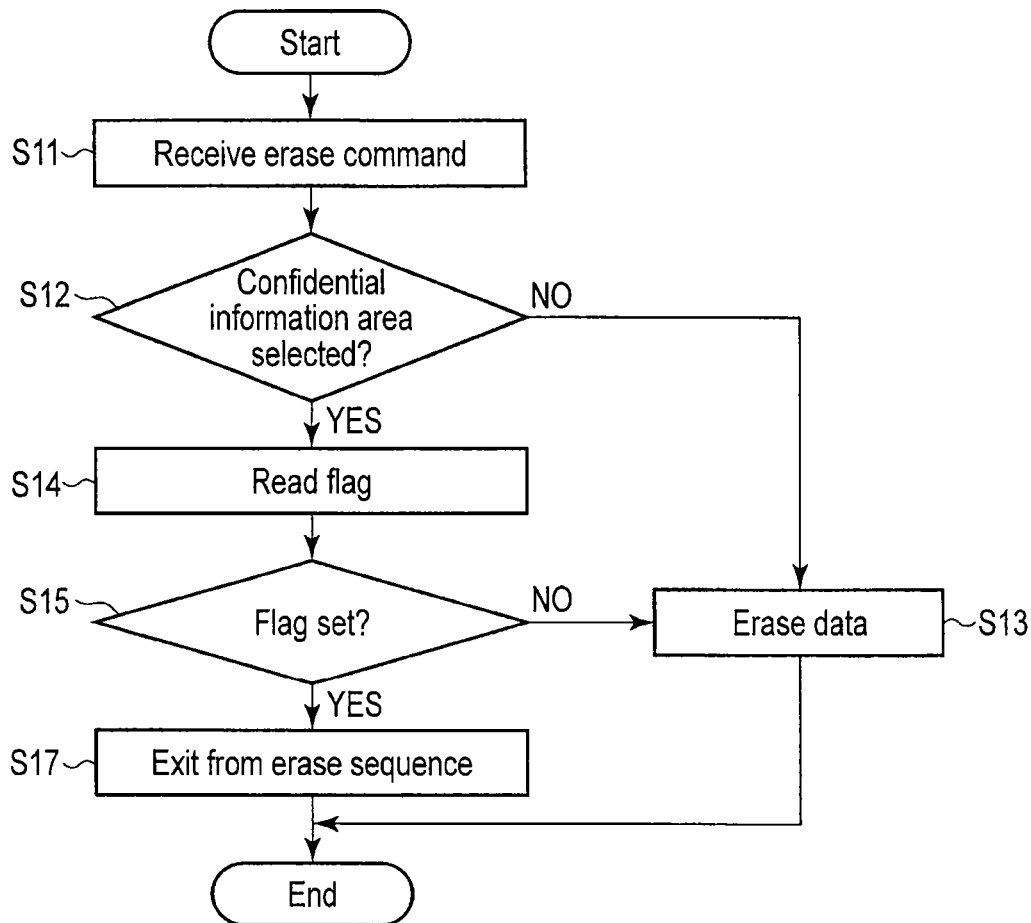 Start
S11
Receive erase command
S12
Confidential
information area
selected?
NO
YES
S14
Read flag
S15
Flag set?
NO
Erase data
S13
YES
S17
Exit from erase sequence
End